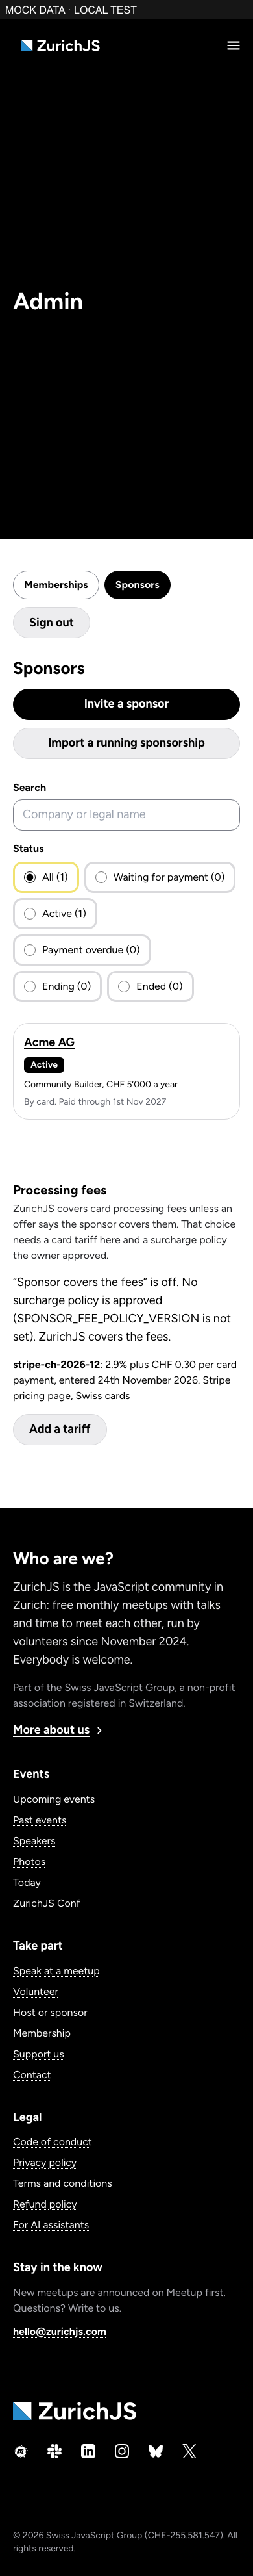 MOCK DATA · LOCAL TEST
ZurichJS
Admin
Memberships
Sponsors
Sign out
Sponsors
Invite a sponsor
Import a running sponsorship
Search
Company or legal name
Status
All (1)
Waiting for payment (0)
Active (1)
Payment overdue (0)
Ending (0)
Ended (0)
Acme AG
Active
Community Builder, CHF 5’000 a year
By card. Paid through 1st Nov 2027
Processing fees
ZurichJS covers card processing fees unless an
offer says the sponsor covers them. That choice
needs a card tariff here and a surcharge policy
the owner approved.
“Sponsor covers the fees” is off. No
surcharge policy is approved
(SPONSOR_FEE_POLICY_VERSION is not
set). ZurichJS covers the fees.
stripe-ch-2026-12: 2.9% plus CHF 0.30 per card
payment, entered 24th November 2026. Stripe
pricing page, Swiss cards
Add a tariff
Who are we?
ZurichJS is the JavaScript community in
Zurich: free monthly meetups with talks
and time to meet each other, run by
volunteers since November 2024.
Everybody is welcome.
Part of the Swiss JavaScript Group, a non-profit
association registered in Switzerland.
More about us
Events
Upcoming events
Past events
Speakers
Photos
Today
ZurichJS Conf
Take part
Speak at a meetup
Volunteer
Host or sponsor
Membership
Support us
Contact
Legal
Code of conduct
Privacy policy
Terms and conditions
Refund policy
For AI assistants
Stay in the know
New meetups are announced on Meetup first.
Questions? Write to us.
hello@zurichjs.com
ZurichJS
© 2026 Swiss JavaScript Group (CHE-255.581.547). All
rights reserved.